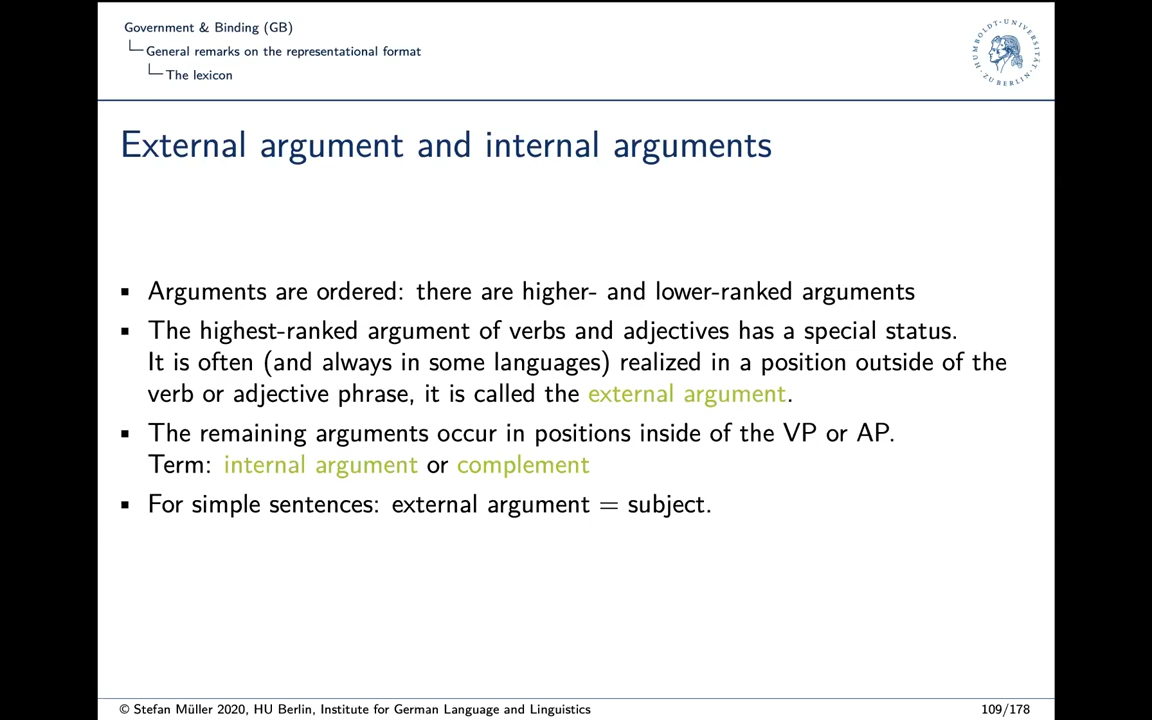 Government & Binding (GB)
General remarks on the representational format
The lexicon
HUMBOLDT-UNIVERSITÄT ZU BERLIN
External argument and internal arguments
▪ Arguments are ordered: there are higher- and lower-ranked arguments
▪ The highest-ranked argument of verbs and adjectives has a special status.
It is often (and always in some languages) realized in a position outside of the
verb or adjective phrase, it is called the external argument.
▪ The remaining arguments occur in positions inside of the VP or AP.
Term: internal argument or complement
▪ For simple sentences: external argument = subject.
© Stefan Müller 2020, HU Berlin, Institute for German Language and Linguistics
109/178